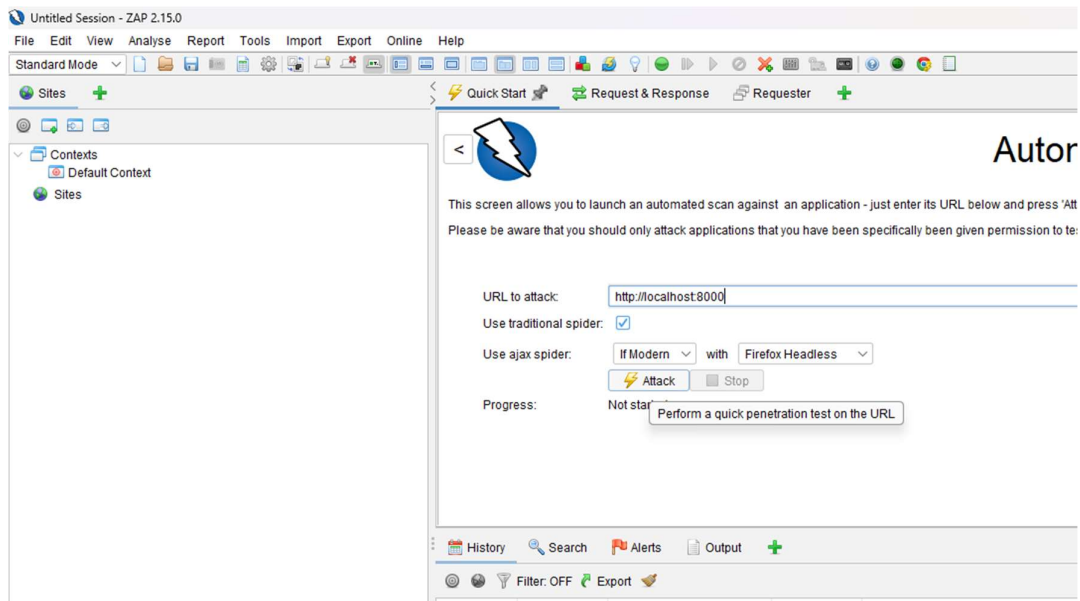 Untitled Session - ZAP 2.15.0
File Edit View Analyse Report Tools Import Export Online Help
Standard Mode
Sites
Quick Start Request & Response Requester
Contexts
Default Context
Sites
<
This screen allows you to launch an automated scan against an application - just enter its URL below and press
Please be aware that you should only attack applications that you have been specifically been given permission to
URL to attack: http://localhost:8000
Use traditional spider:
Use ajax spider: If Modern with Firefox Headless
Attack Stop
Progress: Not
Perform a quick penetration test on the URL
History Search Alerts Output
Filter: OFF Export